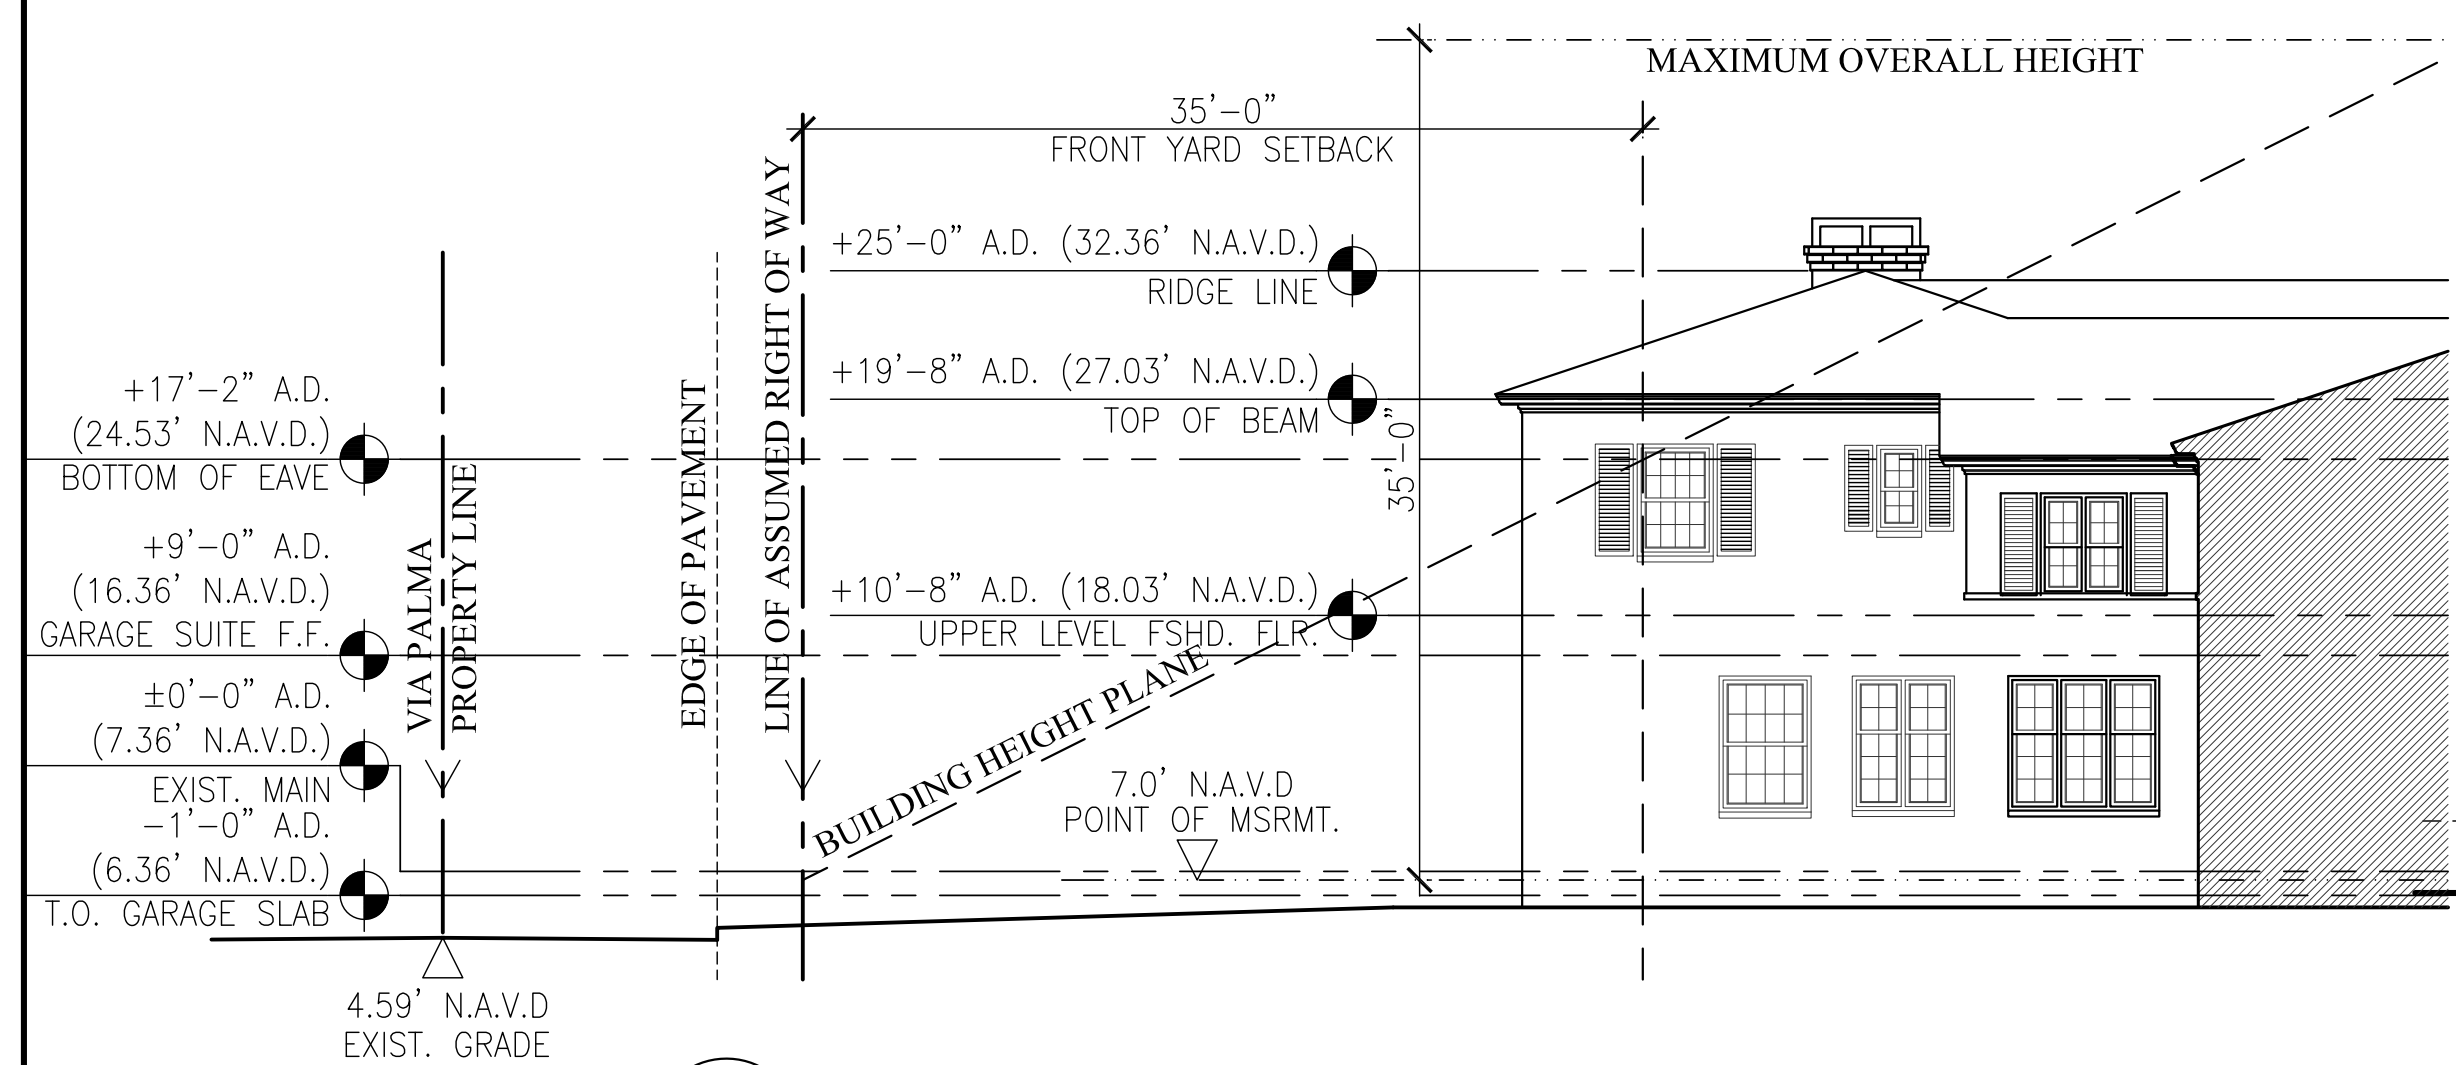 MAXIMUM OVERALL HEIGHT
35'-0"
FRONT YARD SETBACK
+25'-0" A.D. (32.36' N.A.V.D.)
RIDGE LINE
+19'-8" A.D. (27.03' N.A.V.D.)
TOP OF BEAM
35'-0"
+17'-2" A.D.
(24.53' N.A.V.D.)
BOTTOM OF EAVE
+9'-0" A.D.
(16.36' N.A.V.D.)
GARAGE SUITE F.F.
±0'-0" A.D.
(7.36' N.A.V.D.)
EXIST. MAIN
-1'-0" A.D.
(6.36' N.A.V.D.)
T.O. GARAGE SLAB
VIA PALMA
PROPERTY LINE
EDGE OF PAVEMENT
LINE OF ASSUMED RIGHT OF WAY
+10'-8" A.D. (18.03' N.A.V.D.)
UPPER LEVEL FSHD. FLR.
BUILDING HEIGHT PLANE
7.0' N.A.V.D
POINT OF MSRMT.
4.59' N.A.V.D
EXIST. GRADE